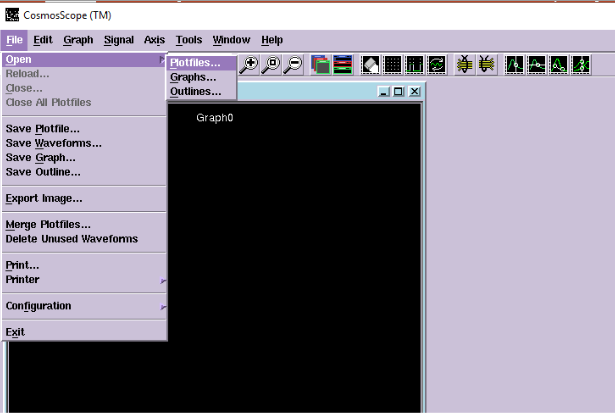 CosmosScope (TM)
File Edit Graph Signal Axis Tools Window Help
Open
Reload...
Close...
Close All Plotfiles
Save Plotfile...
Save Waveforms...
Save Graph...
Save Outline...
Export Image...
Merge Plotfiles...
Delete Unused Waveforms
Print...
Printer
Configuration
Exit
Plotfiles...
Graphs...
Outlines...
Graph0